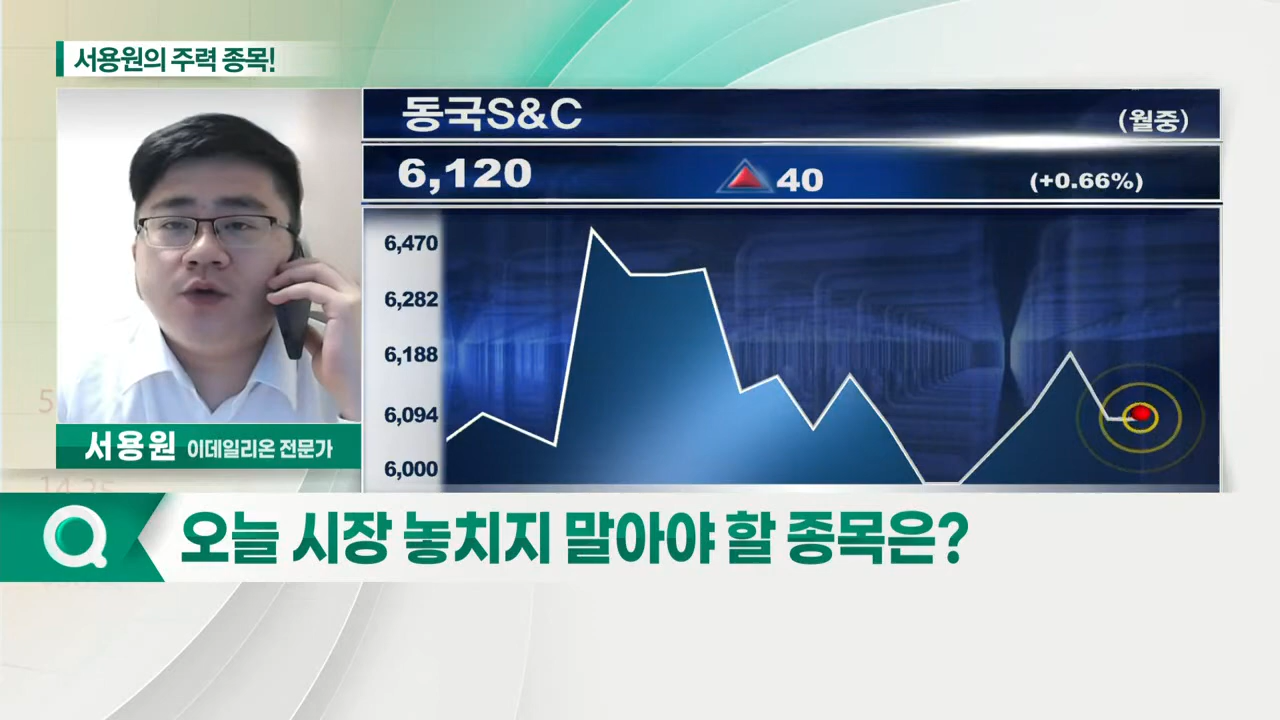 서용원의 주력 종목!
동국S&C
(월중)
6,120
40
(+0.66%)
6,470
6,282
6,188
6,094
6,000
서용원 이데일리온 전문가
Q 오늘 시장 놓치지 말아야 할 종목은?